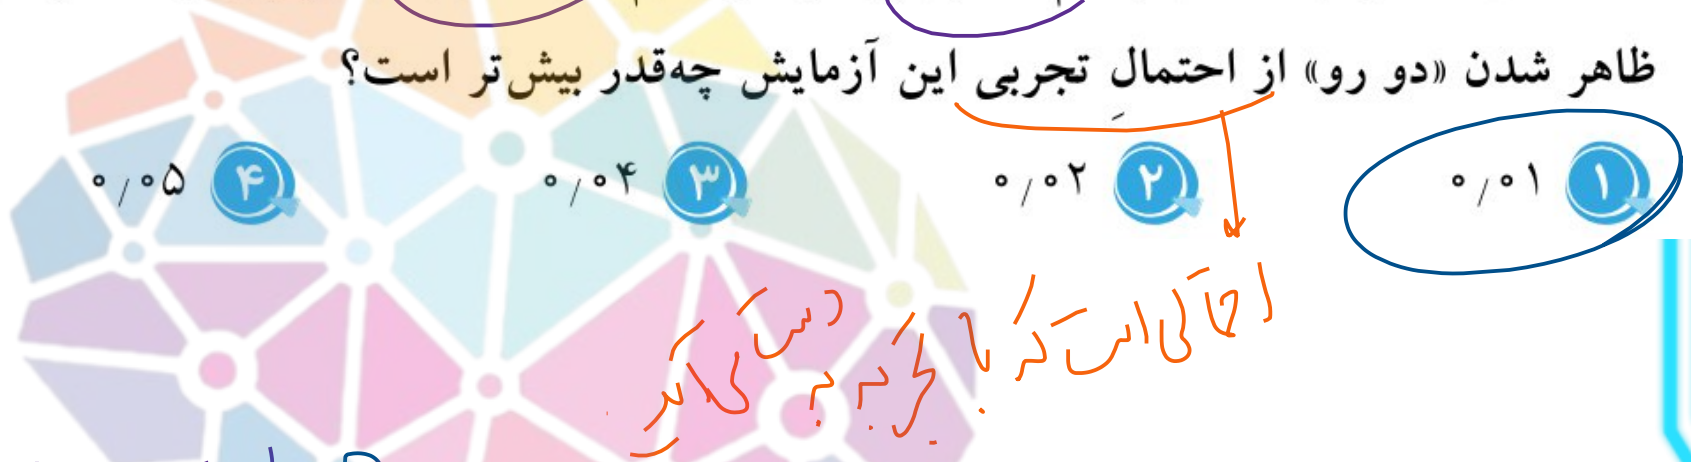 ظاهر شدن «دو رو» از احتمالِ تجربی این آزمایش چه‌قدر بیش‌تر است؟
۱ ۰/۰۱ ۲ ۰/۰۲ ۳ ۰/۰۴ ۴ ۰/۰۵
احتمالی است که با تجربه به دست می‌آید